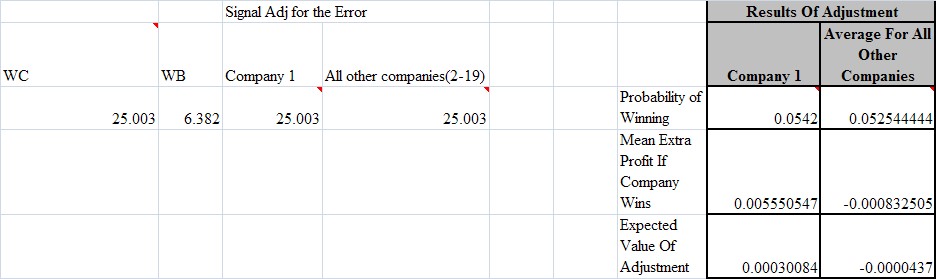 Signal Adj for the Error
Results Of Adjustment
WC
WB
Company 1
All other companies(2-19)
Company 1
Average For All
Other
Companies
25.003
6.382
25.003
25.003
Probability of
Winning
0.0542
0.052544444
Mean Extra
Profit If
Company
Wins
0.005550547
-0.000832505
Expected
Value Of
Adjustment
0.00030084
-0.0000437